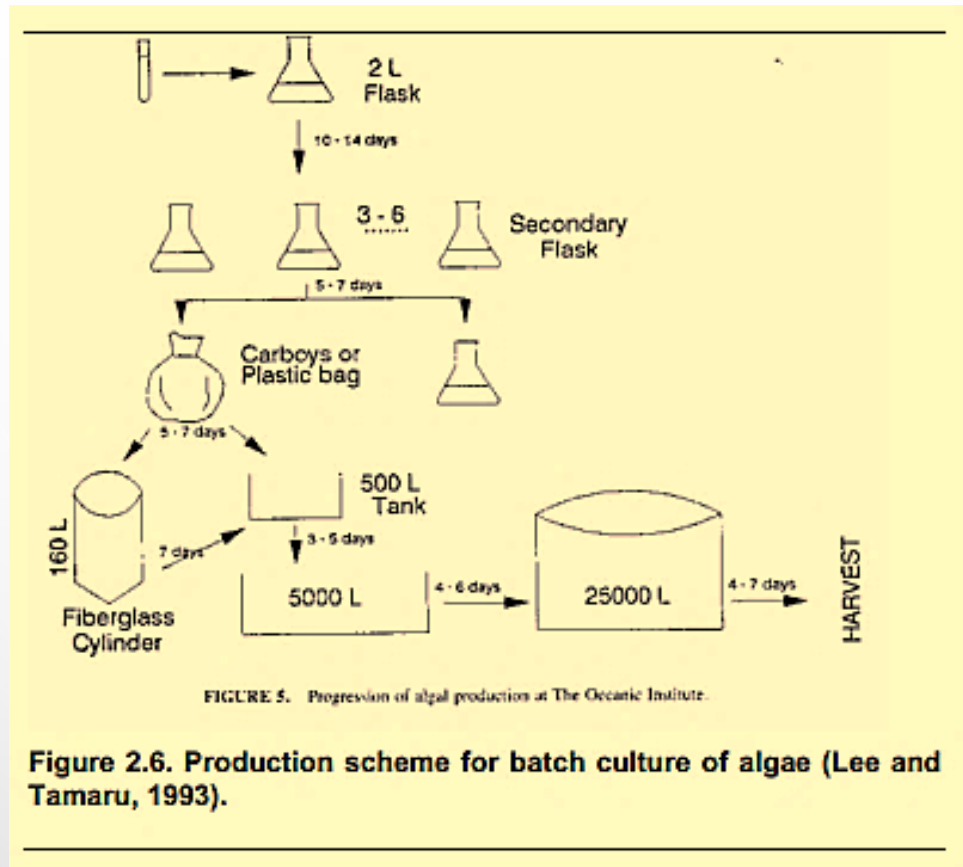 2 L
Flask
10 - 14 days
3 - 6
Secondary
Flask
5 - 7 days
Carboys or
Plastic bag
5 - 7 days
160 L
Fiberglass
Cylinder
7 days
500 L
Tank
3 - 5 days
5000 L
4 - 6 days
25000 L
4 - 7 days
HARVEST
FIGURE 5. Progression of algal production at The Oceanic Institute.
Figure 2.6. Production scheme for batch culture of algae (Lee and
Tamaru, 1993).